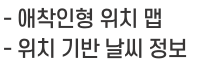 - 애착인형 위치 맵
- 위치 기반 날씨 정보